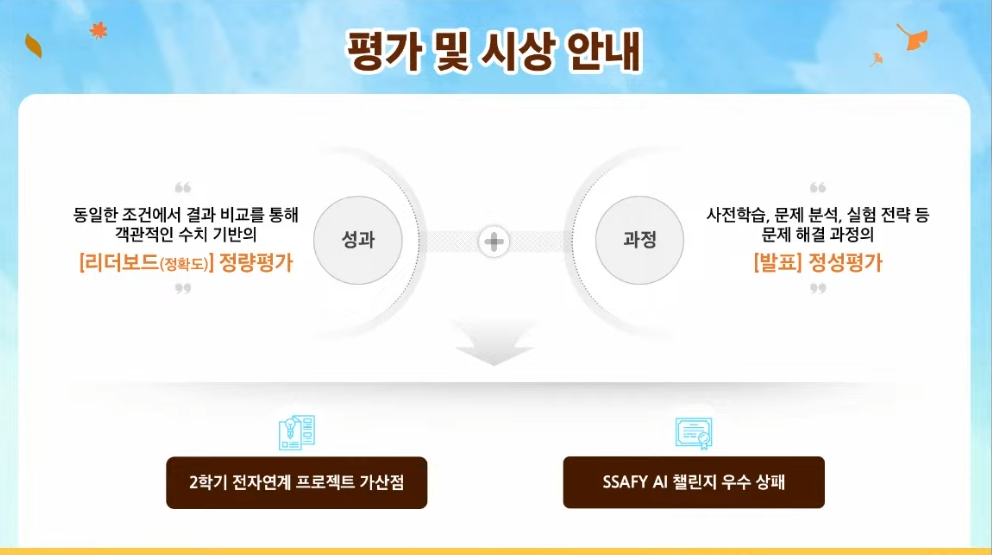 평가 및 시상 안내
“
동일한 조건에서 결과 비교를 통해
객관적인 수치 기반의
[리더보드(정확도)] 정량평가
”
성과
+
과정
“
사전학습, 문제 분석, 실험 전략 등
문제 해결 과정의
[발표] 정성평가
”
2학기 전자연계 프로젝트 가산점
SSAFY AI 챌린지 우수 상패